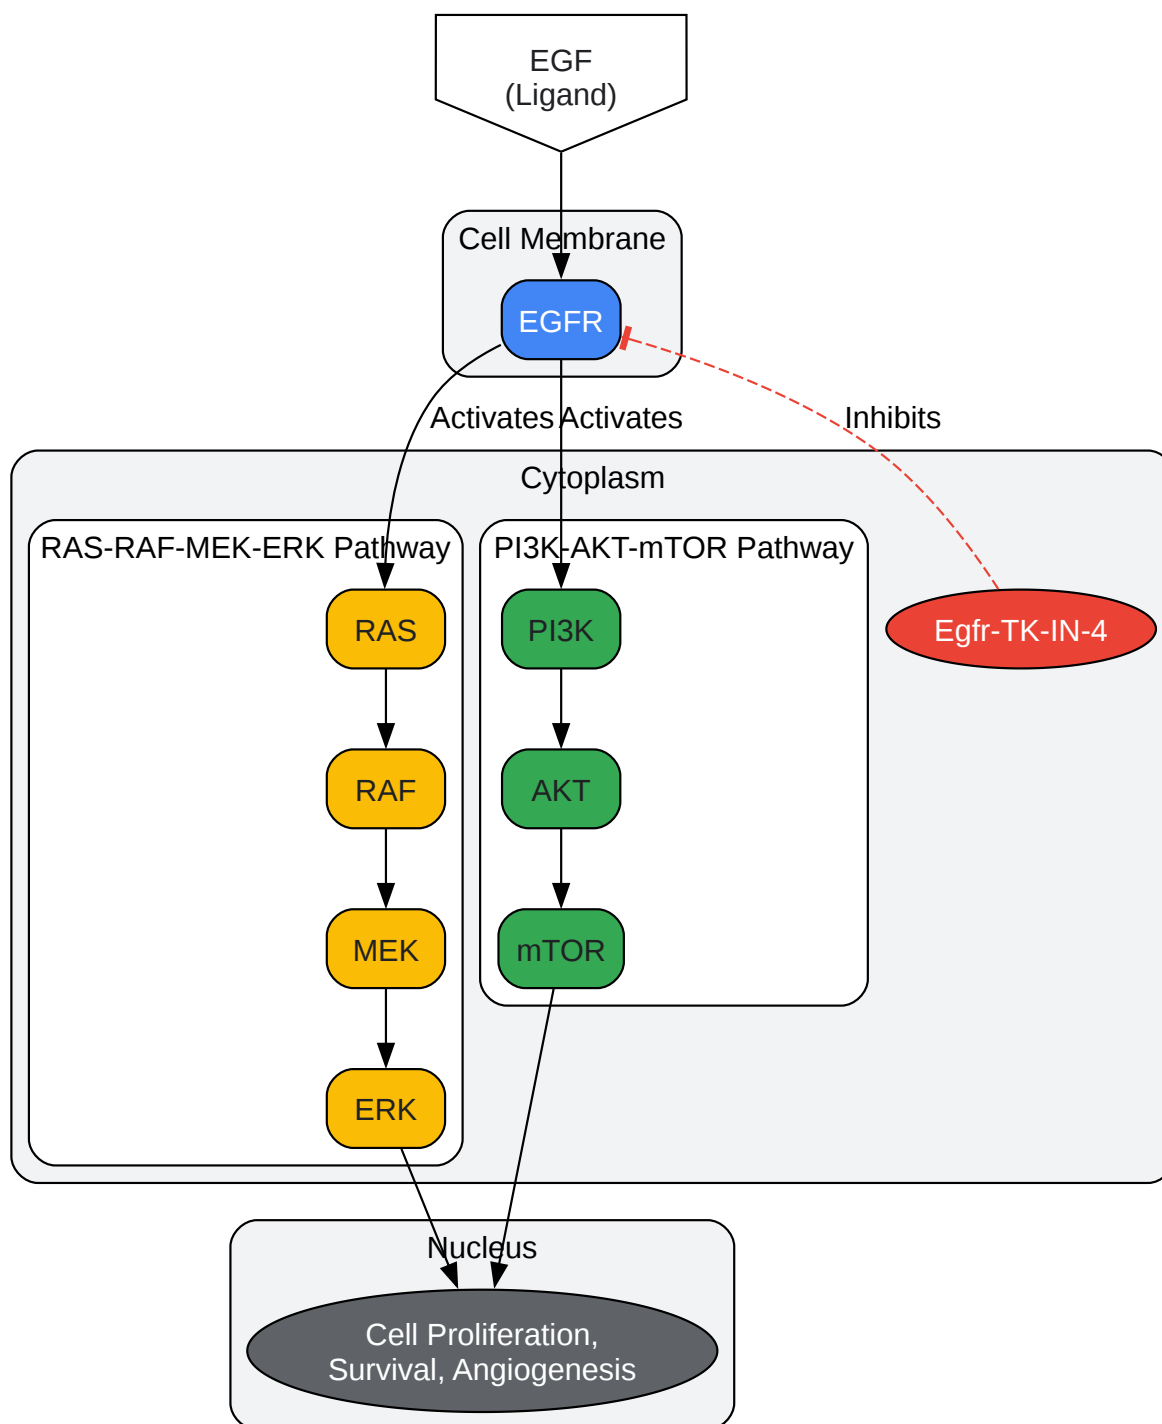 EGF
(Ligand)
Cell Membrane
EGFR
Activates
Activates
Inhibits
Cytoplasm
RAS-RAF-MEK-ERK Pathway
PI3K-AKT-mTOR Pathway
RAS
PI3K
Egfr-TK-IN-4
RAF
AKT
MEK
mTOR
ERK
Nucleus
Cell Proliferation,
Survival, Angiogenesis